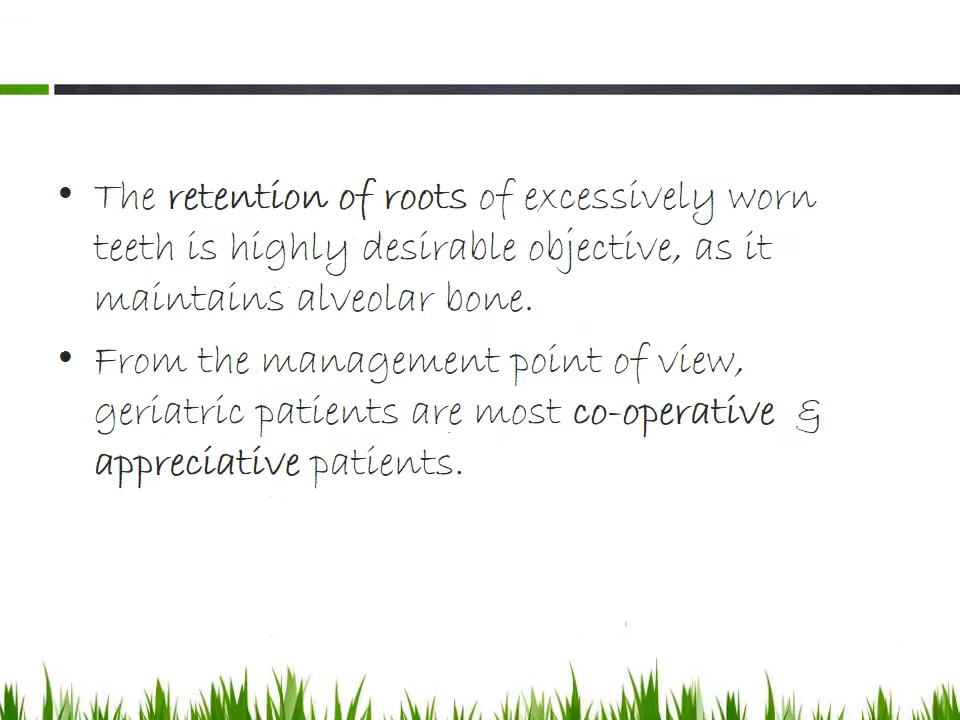 • The retention of roots of excessively worn
teeth is highly desirable objective, as it
maintains alveolar bone.
• From the management point of view,
geriatric patients are most co-operative &
appreciative patients.